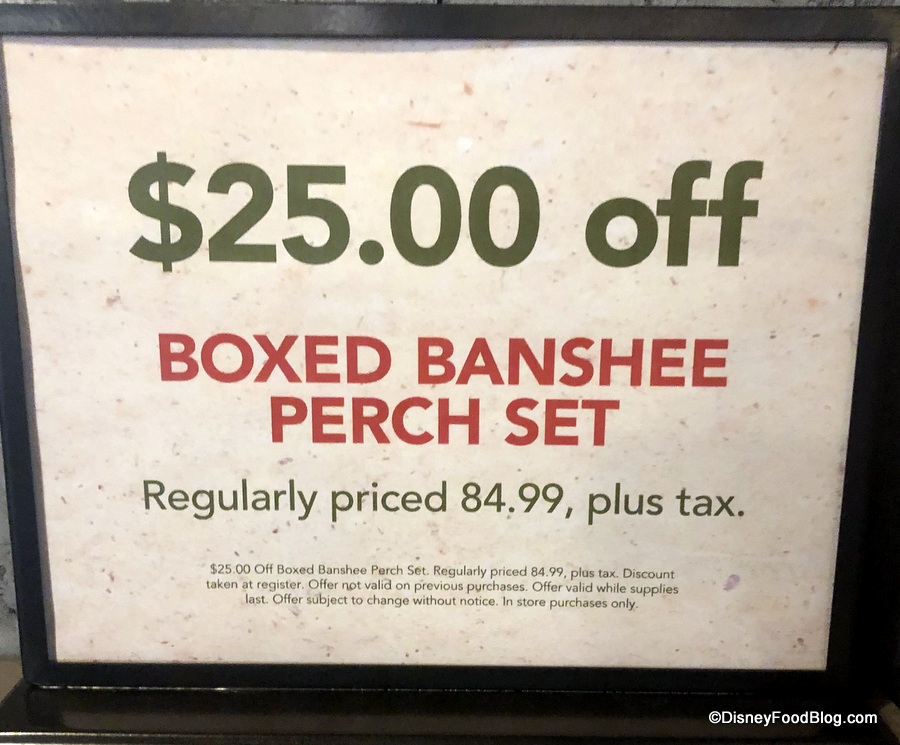 $25.00 off
BOXED BANSHEE
PERCH SET
Regularly priced 84.99, plus tax.
$25.00 Off Boxed Banshee Perch Set. Regularly priced 84.99, plus tax. Discount
taken at register. Offer not valid on previous purchases. Offer valid while supplies
last. Offer subject to change without notice. In store purchases only.
©DisneyFoodBlog.com